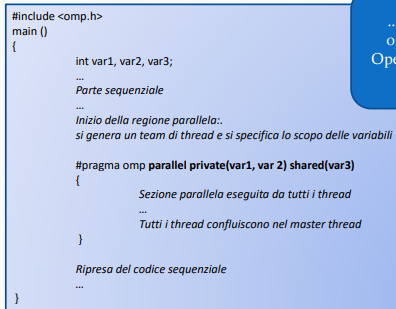 #include <omp.h>
main ()
{
int var1, var2, var3;
…
Parte sequenziale
…
Inizio della regione parallela:.
si genera un team di thread e si specifica lo scopo delle variabili
#pragma omp parallel private(var1, var 2) shared(var3)
{
Sezione parallela eseguita da tutti i thread
…
Tutti i thread confluiscono nel master thread
}
Ripresa del codice sequenziale
…
}